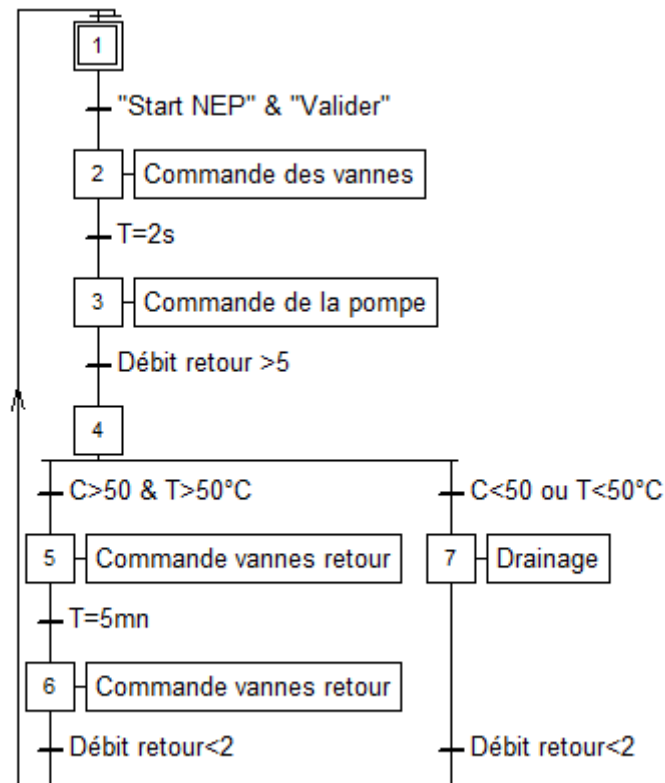 1
"Start NEP" & "Valider"
2 Commande des vannes
T=2s
3 Commande de la pompe
Débit retour >5
4
C>50 & T>50°C C<50 ou T<50°C
5 Commande vannes retour 7 Drainage
T=5mn
6 Commande vannes retour
Débit retour<2 Débit retour<2